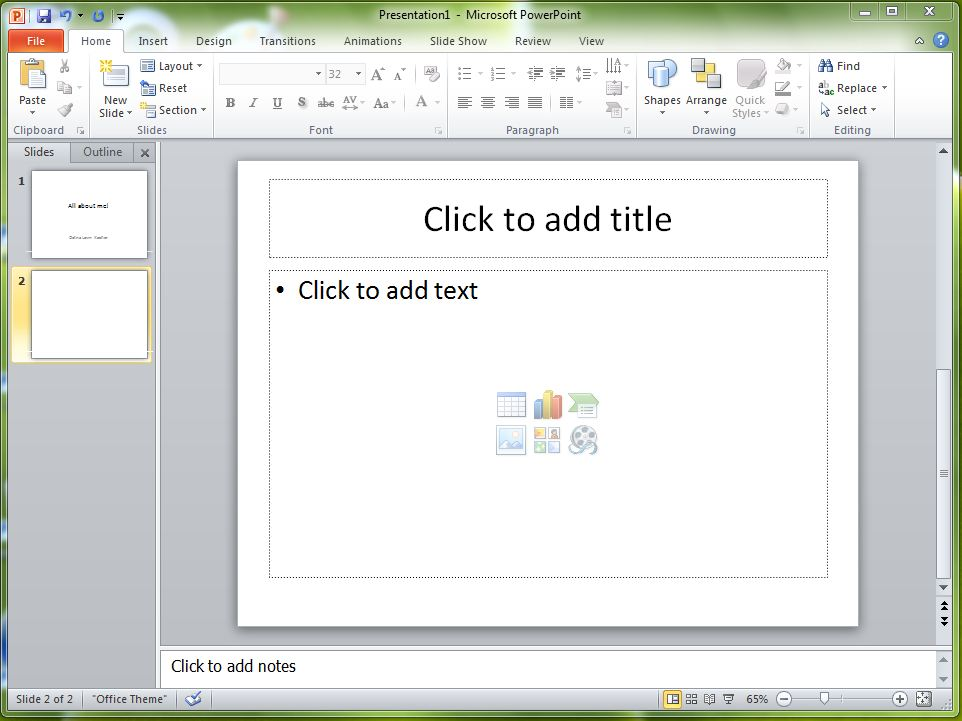 Presentation1 - Microsoft PowerPoint
File Home Insert Design Transitions Animations Slide Show Review View
Paste
New Slide
Layout
Reset
Section
32
B I U S abc AV Aa A
Shapes Arrange Quick Styles
Find
Replace
Select
Clipboard Slides Font Paragraph Drawing Editing
Slides Outline
1
All about me!
2
Click to add title
• Click to add text
Click to add notes
Slide 2 of 2 "Office Theme" 65%